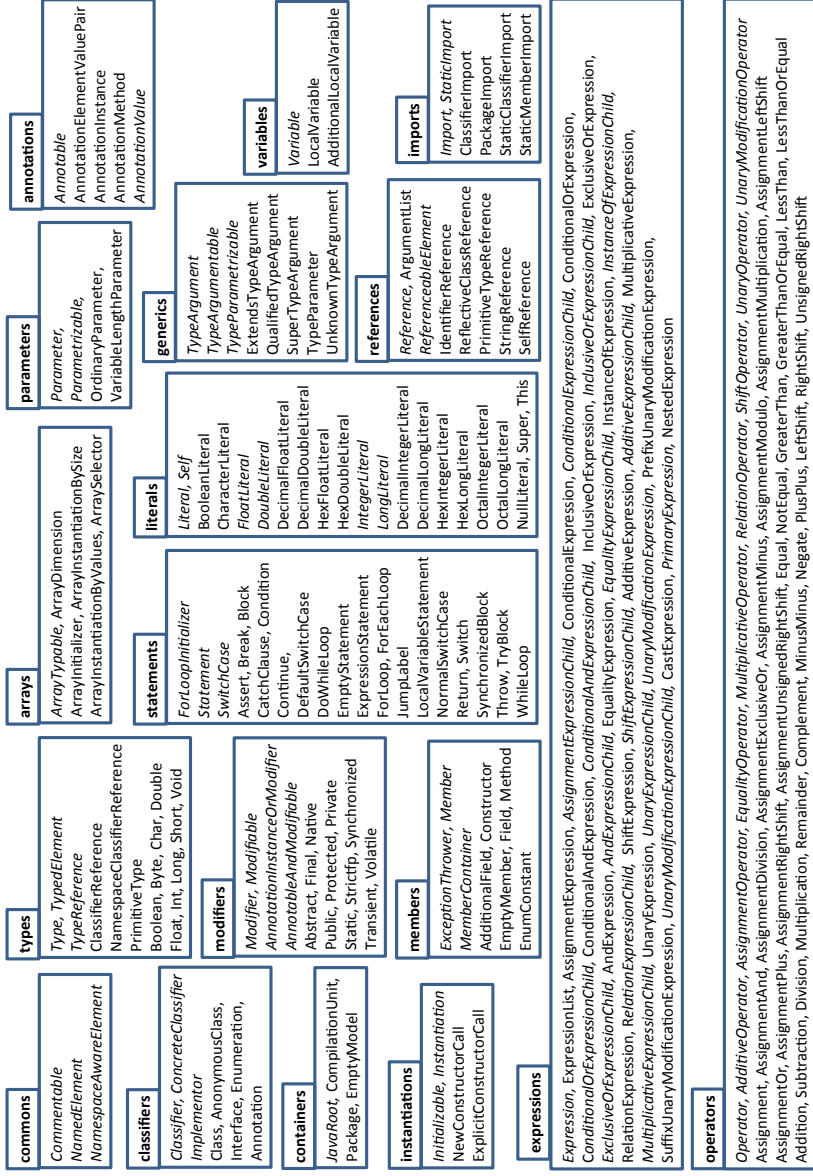 commons
Commentable
NamedElement
NamespaceAwareElement
types
Type, TypedElement
TypeReference
ClassifierReference
NamespaceClassifierReference
PrimitiveType
Boolean, Byte, Char, Double
Float, Int, Long, Short, Void
arrays
ArrayTypable, ArrayDimension
ArrayInitializer, ArrayInstantiationBySize
ArrayInstantiationByValues, ArraySelector
parameters
Parameter,
Parametrizable,
OrdinaryParameter,
VariableLengthParameter
annotations
Annotable
AnnotationElementValuePair
AnnotationInstance
AnnotationMethod
AnnotationValue
classifiers
Classifier, ConcreteClassifier
Implementor
Class, AnonymousClass,
Interface, Enumeration,
Annotation
modifiers
Modifier, Modifiable
AnnotationInstanceOrModifier
AnnotableAndModifiable
Abstract, Final, Native
Public, Protected, Private
Static, Strictfp, Synchronized
Transient, Volatile
statements
ForLoopInitializer
Statement
SwitchCase
Assert, Break, Block
CatchClause, Condition
Continue,
DefaultSwitchCase
DoWhileLoop
EmptyStatement
ExpressionStatement
ForLoop, ForEachLoop
JumpLabel
LocalVariableStatement
NormalSwitchCase
Return, Switch
SynchronizedBlock
Throw, TryBlock
WhileLoop
literals
Literal, Self
BooleanLiteral
CharacterLiteral
FloatLiteral
DoubleLiteral
DecimalFloatLiteral
DecimalDoubleLiteral
HexFloatLiteral
HexDoubleLiteral
IntegerLiteral
LongLiteral
DecimalIntegerLiteral
DecimalLongLiteral
HexIntegerLiteral
HexLongLiteral
OctalIntegerLiteral
OctalLongLiteral
NullLiteral, Super, This
generics
TypeArgument
TypeArgumentable
TypeParametrizable
ExtendsTypeArgument
QualifiedTypeArgument
SuperTypeArgument
TypeParameter
UnknownTypeArgument
variables
Variable
LocalVariable
AdditionalLocalVariable
containers
JavaRoot, CompilationUnit,
Package, EmptyModel
members
ExceptionThrower, Member
MemberContainer
AdditionalField, Constructor
EmptyMember, Field, Method
EnumConstant
references
Reference, ArgumentList
ReferenceableElement
IdentifierReference
ReflectiveClassReference
PrimitiveTypeReference
StringReference
SelfReference
imports
Import, StaticImport
ClassifierImport
PackageImport
StaticClassifierImport
StaticMemberImport
instantiations
Initializable, Instantiation
NewConstructorCall
ExplicitConstructorCall
expressions
Expression, ExpressionList, AssignmentExpression, AssignmentExpressionChild, ConditionalExpression, ConditionalExpressionChild, ConditionalOrExpression,
ConditionalOrExpressionChild, ConditionalAndExpression, ConditionalAndExpressionChild, InclusiveOrExpression, InclusiveOrExpressionChild, ExclusiveOrExpression,
ExclusiveOrExpressionChild, AndExpression, AndExpressionChild, EqualityExpression, EqualityExpressionChild, InstanceOfExpression, InstanceOfExpressionChild,
RelationExpression, RelationExpressionChild, ShiftExpression, ShiftExpressionChild, AdditiveExpression, AdditiveExpressionChild, MultiplicativeExpression,
MultiplicativeExpressionChild, UnaryExpression, UnaryExpressionChild, UnaryModificationExpression, PrefixUnaryModificationExpression,
SuffixUnaryModificationExpression, UnaryModificationExpressionChild, CastExpression, PrimaryExpression, NestedExpression
operators
Operator, AdditiveOperator, AssignmentOperator, EqualityOperator, MultiplicativeOperator, RelationOperator, ShiftOperator, UnaryOperator, UnaryModificationOperator
Assignment, AssignmentAnd, AssignmentDivision, AssignmentExclusiveOr, AssignmentMinus, AssignmentModulo, AssignmentMultiplication, AssignmentLeftShift
AssignmentOr, AssignmentPlus, AssignmentRightShift, AssignmentUnsignedRightShift, Equal, NotEqual, GreaterThan, GreaterThanOrEqual, LessThan, LessThanOrEqual
Addition, Subtraction, Division, Multiplication, Remainder, Complement, MinusMinus, Negate, PlusPlus, LeftShift, RightShift, UnsignedRightShift